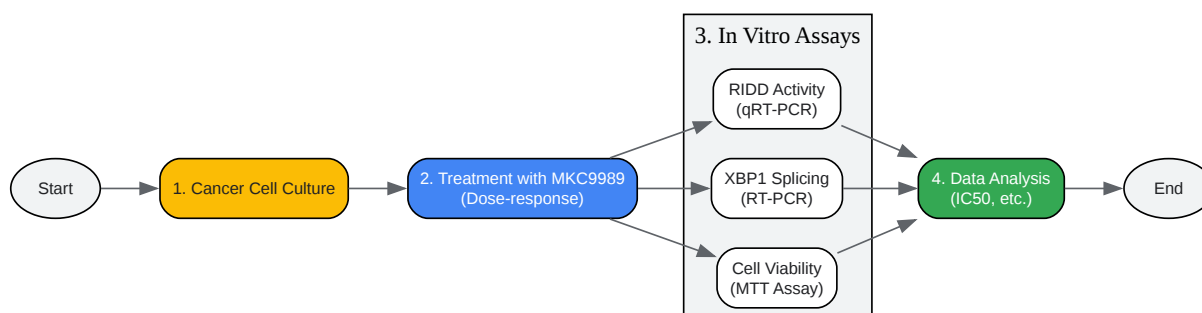 Start
1. Cancer Cell Culture
2. Treatment with MKC9989
(Dose-response)
3. In Vitro Assays
RIDD Activity
(qRT-PCR)
XBP1 Splicing
(RT-PCR)
Cell Viability
(MTT Assay)
4. Data Analysis
(IC50, etc.)
End